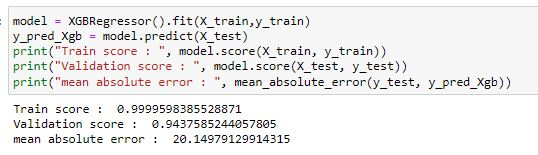 model = XGBRegressor().fit(X_train,y_train)
y_pred_Xgb = model.predict(X_test)
print("Train score : ", model.score(X_train, y_train))
print("Validation score : ", model.score(X_test, y_test))
print("mean absolute error : ", mean_absolute_error(y_test, y_pred_Xgb))
Train score :  0.9999598385528871
Validation score :  0.9437585244057805
mean absolute error :  20.14979129914315